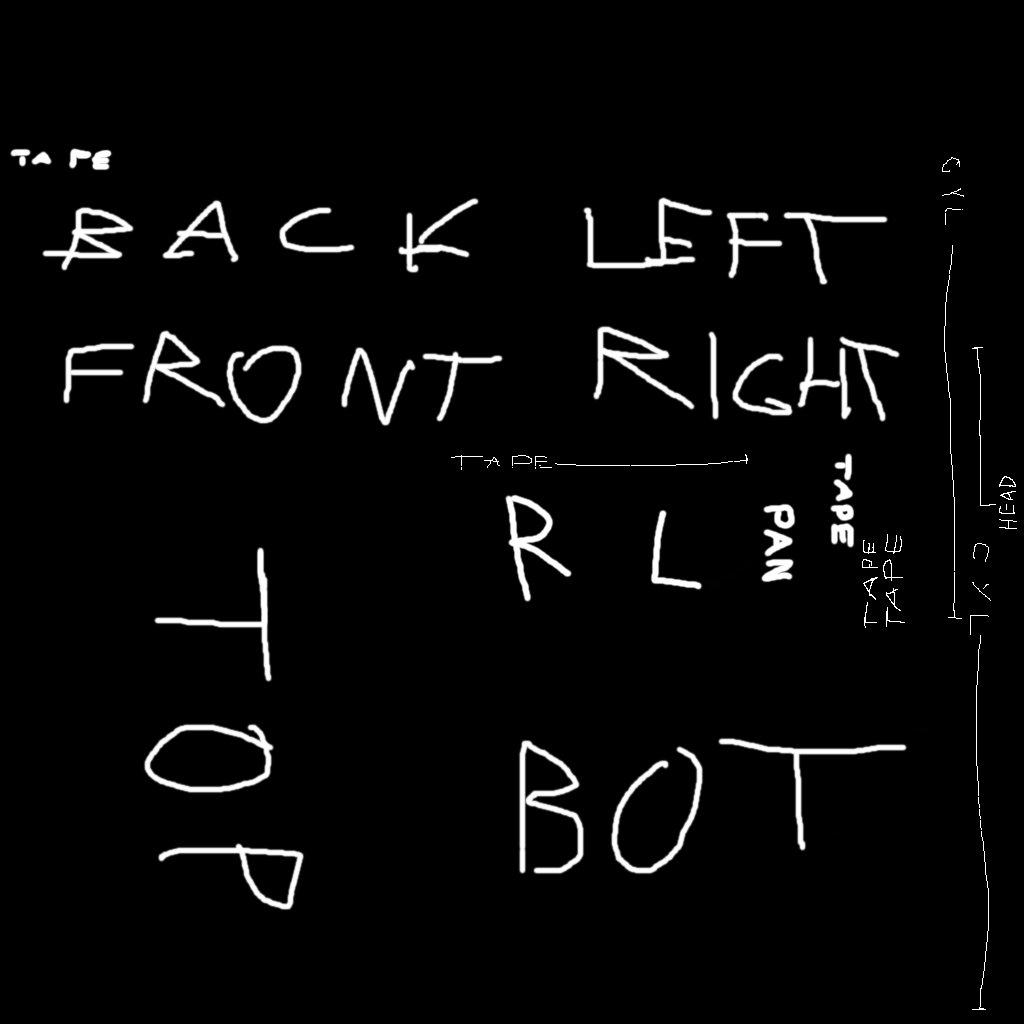 TAPE
BACK LEFT
FRONT RIGHT
TAPE
R L
PAN
TAPE
TAPE
TAPE
HEAD
CYL
CYL
TOP
BOT